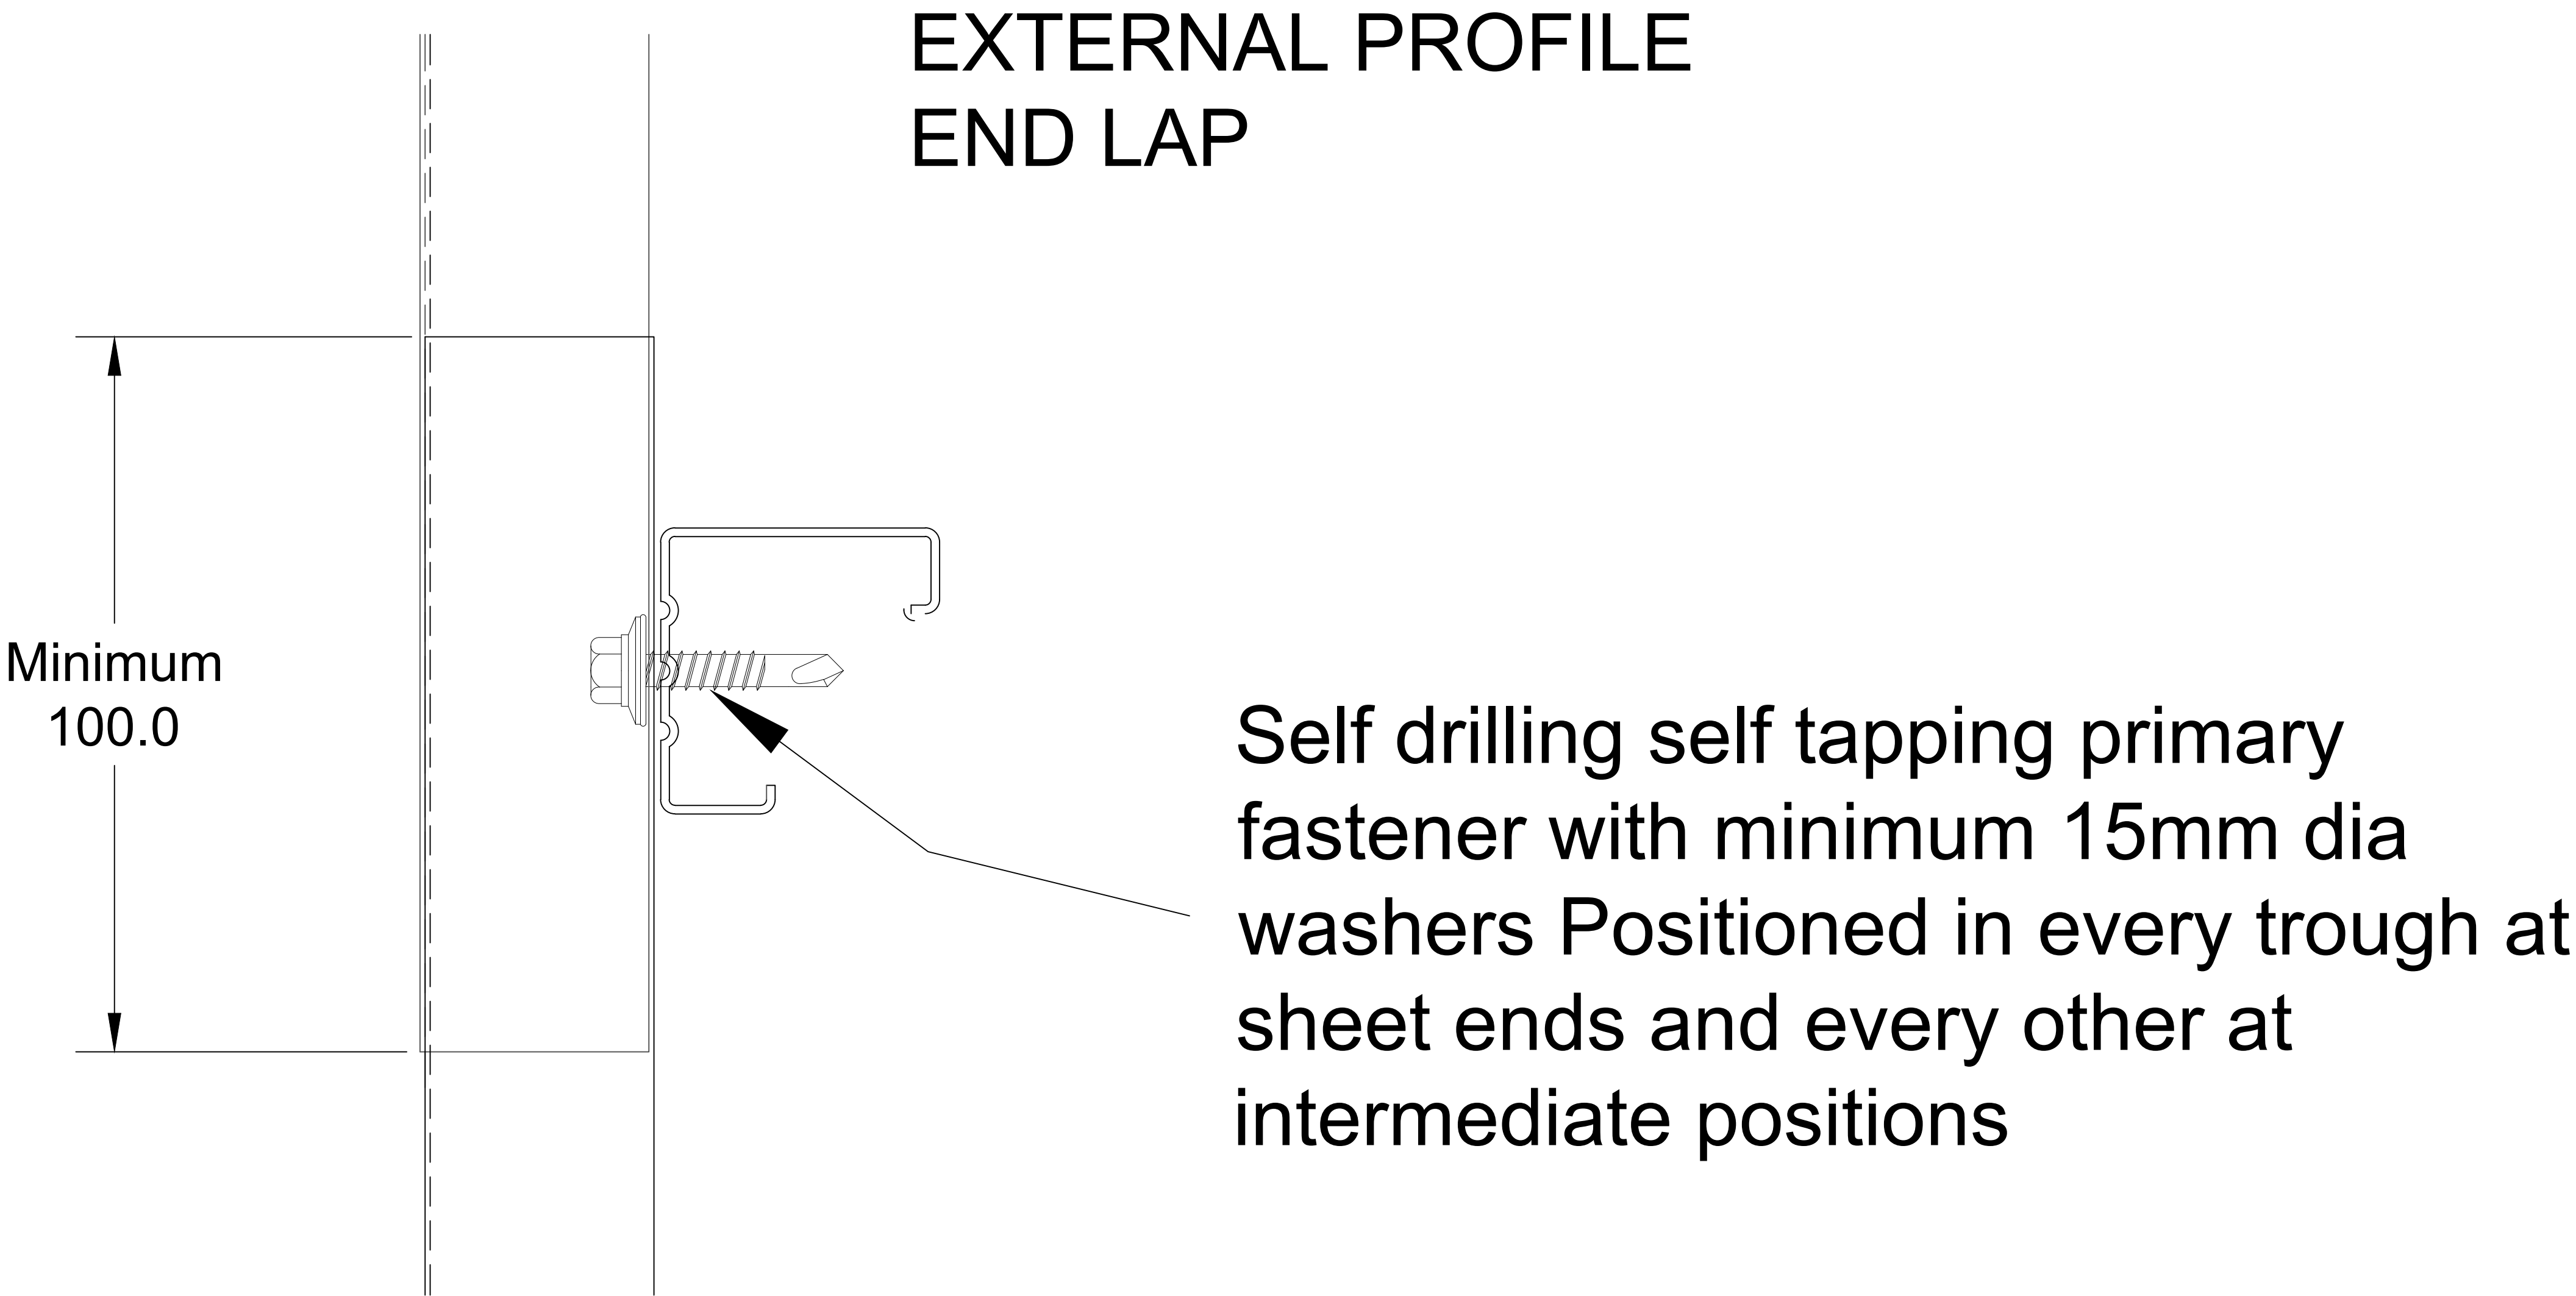 EXTERNAL PROFILE
END LAP
Minimum
100.0
Self drilling self tapping primary
fastener with minimum 15mm dia
washers Positioned in every trough at
sheet ends and every other at
intermediate positions